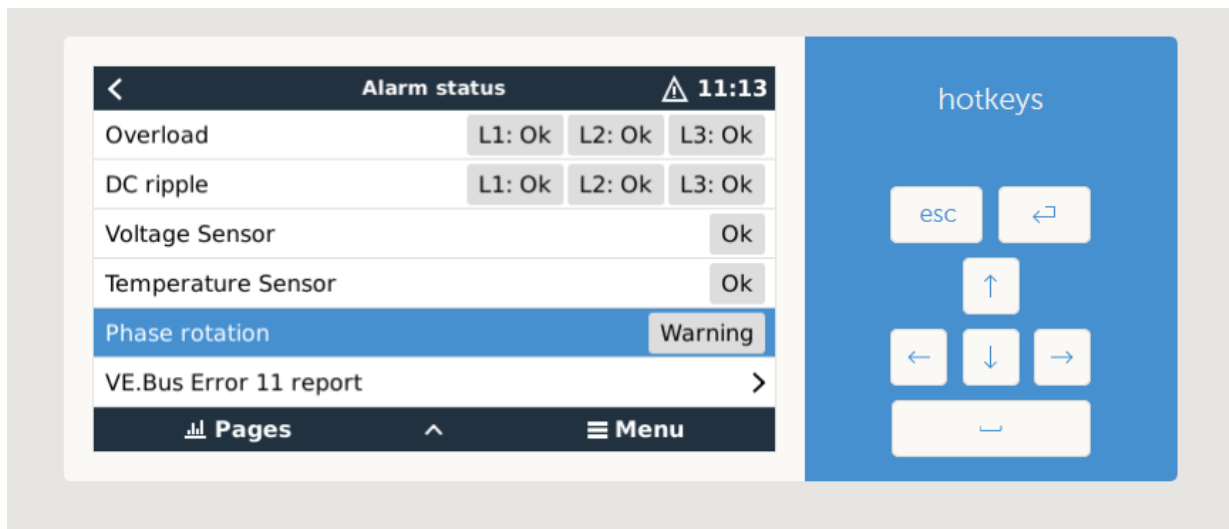 Alarm status 11:13
Overload L1: Ok L2: Ok L3: Ok
DC ripple L1: Ok L2: Ok L3: Ok
Voltage Sensor Ok
Temperature Sensor Ok
Phase rotation Warning
VE.Bus Error 11 report
Pages Menu
hotkeys
esc